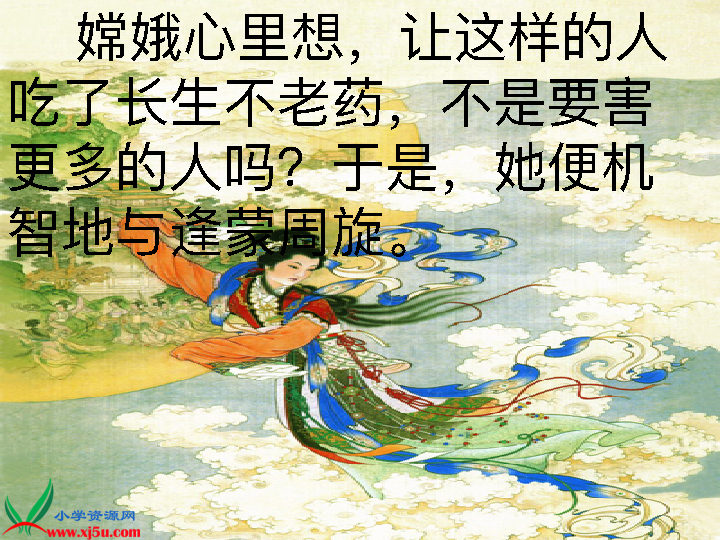 嫦娥心里想，让这样的人
吃了长生不老药，不是要害
更多的人吗？于是，她便机
智地与逢蒙周旋。
小学资源网
www.xj5u.com